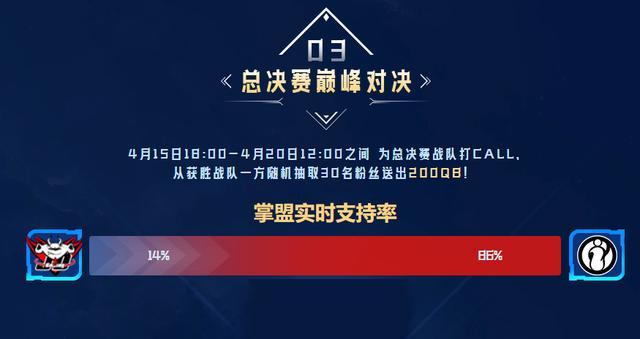 03
总决赛巅峰对决
4月15日18:00-4月20日12:00之间 为总决赛战队打CALL,
从获胜战队一方随机抽取30名粉丝送出200QB!
掌盟实时支持率
14% 86%